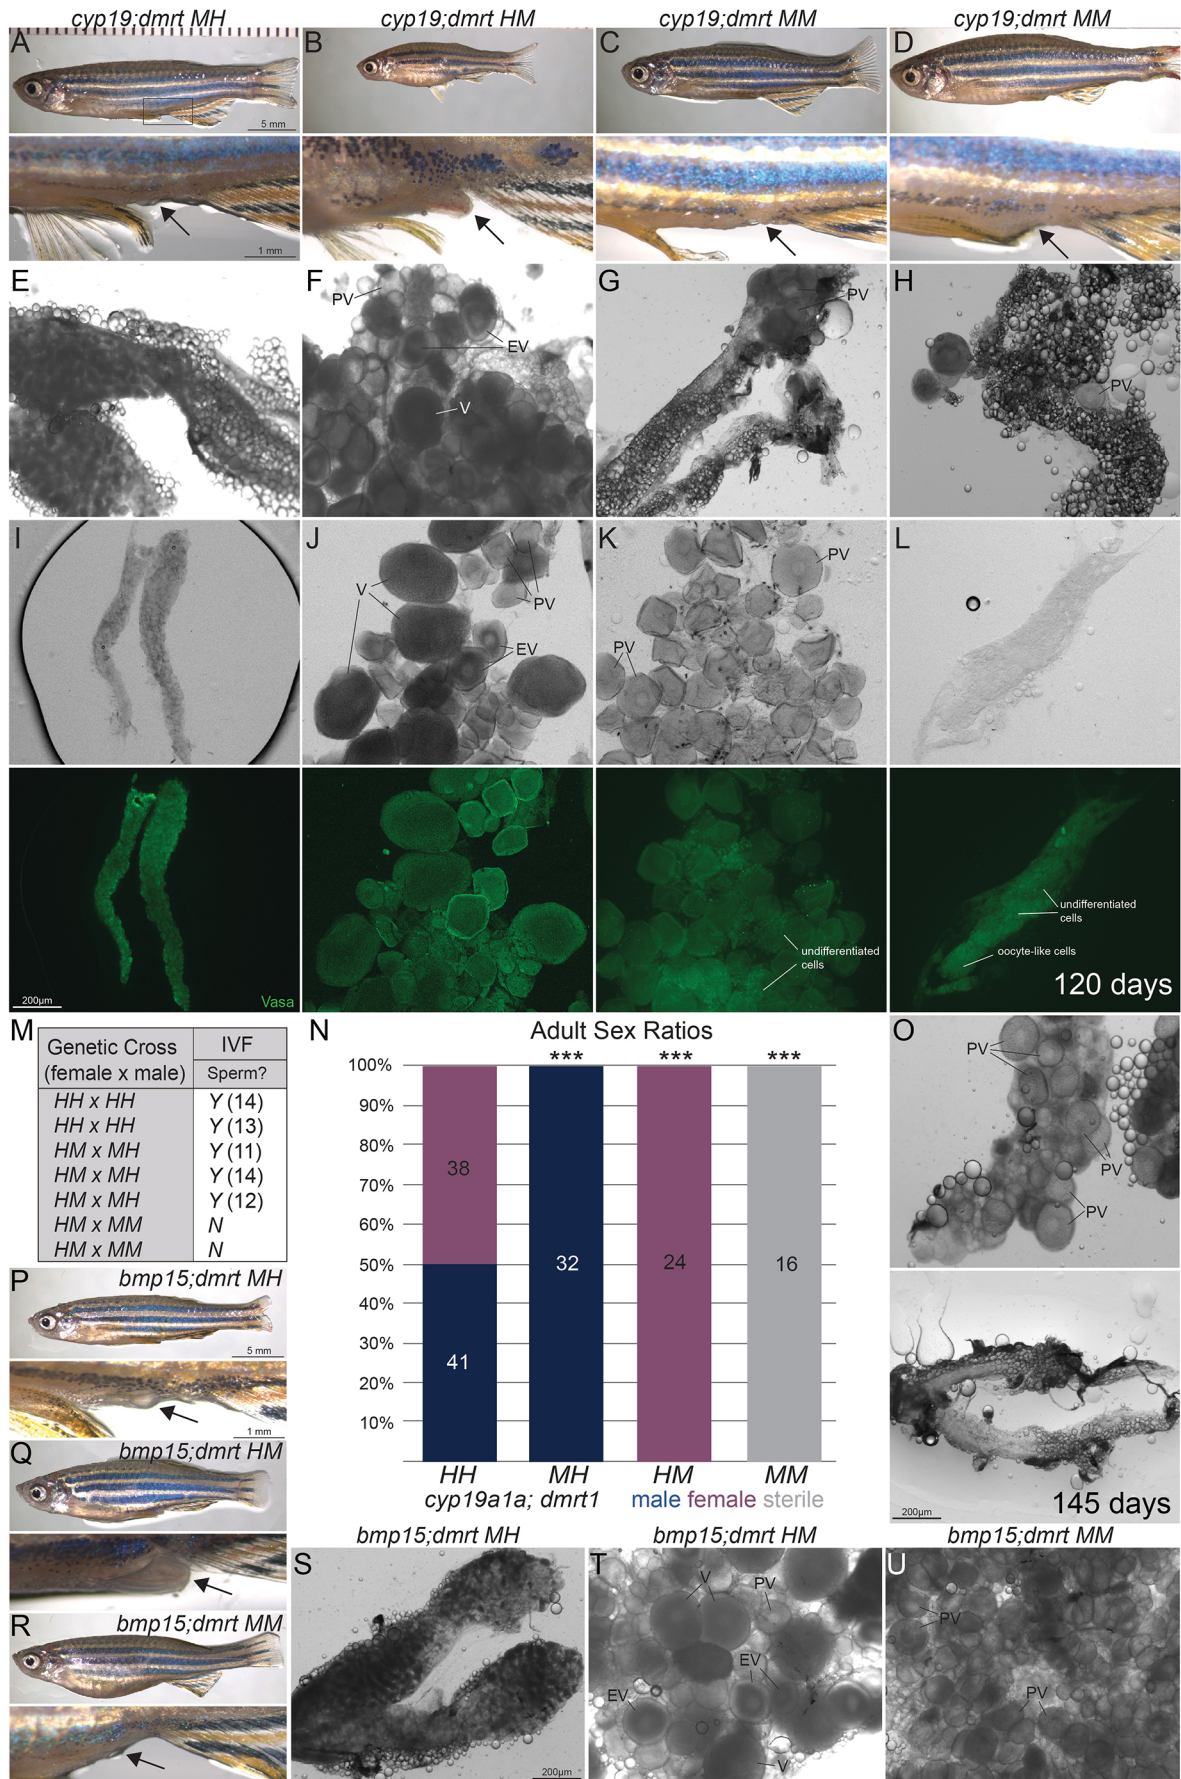 cyp19;dmrt MH
cyp19;dmrt HM
cyp19;dmrt MM
cyp19;dmrt MM
A
B
C
D
5 mm
1 mm
E
F
G
H
PV
EV
V
PV
PV
I
J
K
L
V
PV
EV
PV
PV
undifferentiated
cells
undifferentiated
cells
oocyte-like cells
200µm
Vasa
120 days
M
Genetic Cross
(female x male)
IVF
Sperm?
HH x HH Y (14)
HH x HH Y (13)
HM x MH Y (11)
HM x MH Y (14)
HM x MH Y (12)
HM x MM N
HM x MM N
N
Adult Sex Ratios
*** *** ***
100%
90%
80%
70%
60%
50%
40%
30%
20%
10%
38
41
32
24
16
HH MH HM MM
cyp19a1a; dmrt1
male female sterile
O
PV
PV
PV
200µm
145 days
P
bmp15;dmrt MH
5 mm
1 mm
Q
bmp15;dmrt HM
R
bmp15;dmrt MM
bmp15;dmrt MH
bmp15;dmrt HM
bmp15;dmrt MM
S
200µm
T
V
PV
EV
EV
V
U
PV
PV